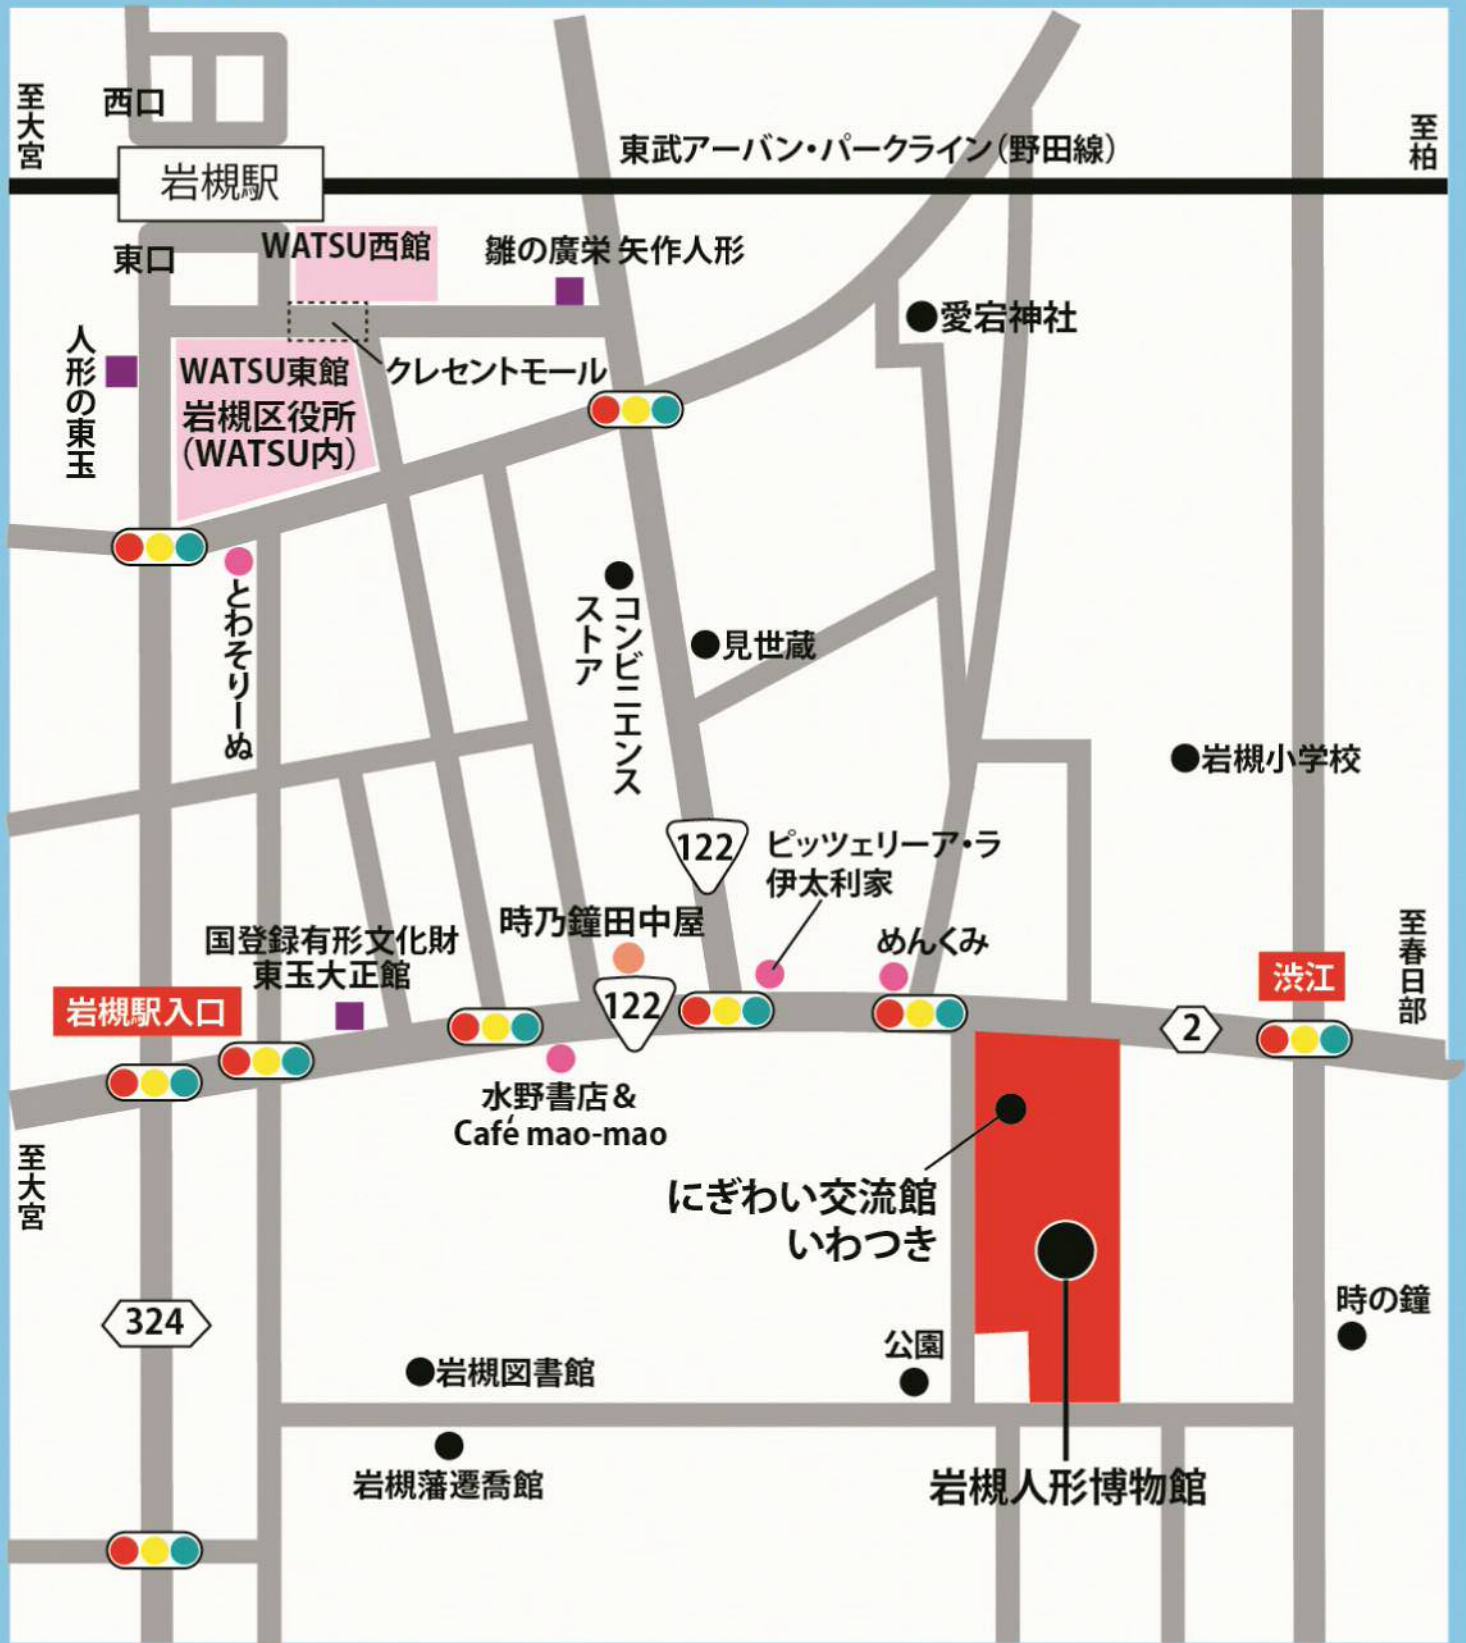 至大宮
西口
岩槻駅
東武アーバン・パークライン（野田線）
至柏
東口
WATSU西館
雛の廣栄 矢作人形
愛宕神社
人形の東玉
WATSU東館
岩槻区役所
（WATSU内）
クレセントモール
とわそりーぬ
コンビニエンス
ストア
見世蔵
岩槻小学校
122
ピッツェリーア・ラ
伊太利家
時乃鐘田中屋
めんくみ
国登録有形文化財
東玉大正館
岩槻駅入口
122
渋江
至春日部
2
水野書店&
Café mao-mao
至大宮
にぎわい交流館
いわつき
324
時の鐘
公園
岩槻図書館
岩槻藩遷喬館
岩槻人形博物館